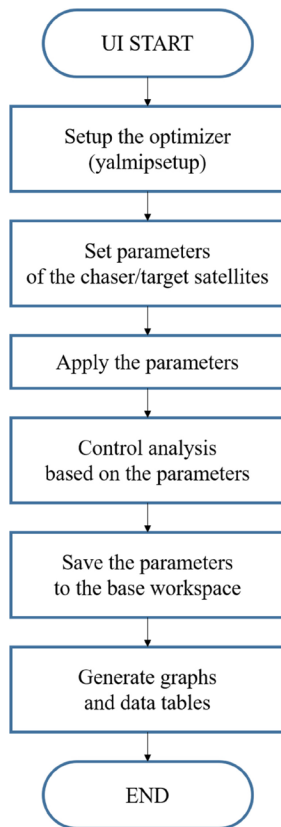 UI START
Setup the optimizer
(yalmipsetup)
Set parameters
of the chaser/target satellites
Apply the parameters
Control analysis
based on the parameters
Save the parameters
to the base workspace
Generate graphs
and data tables
END